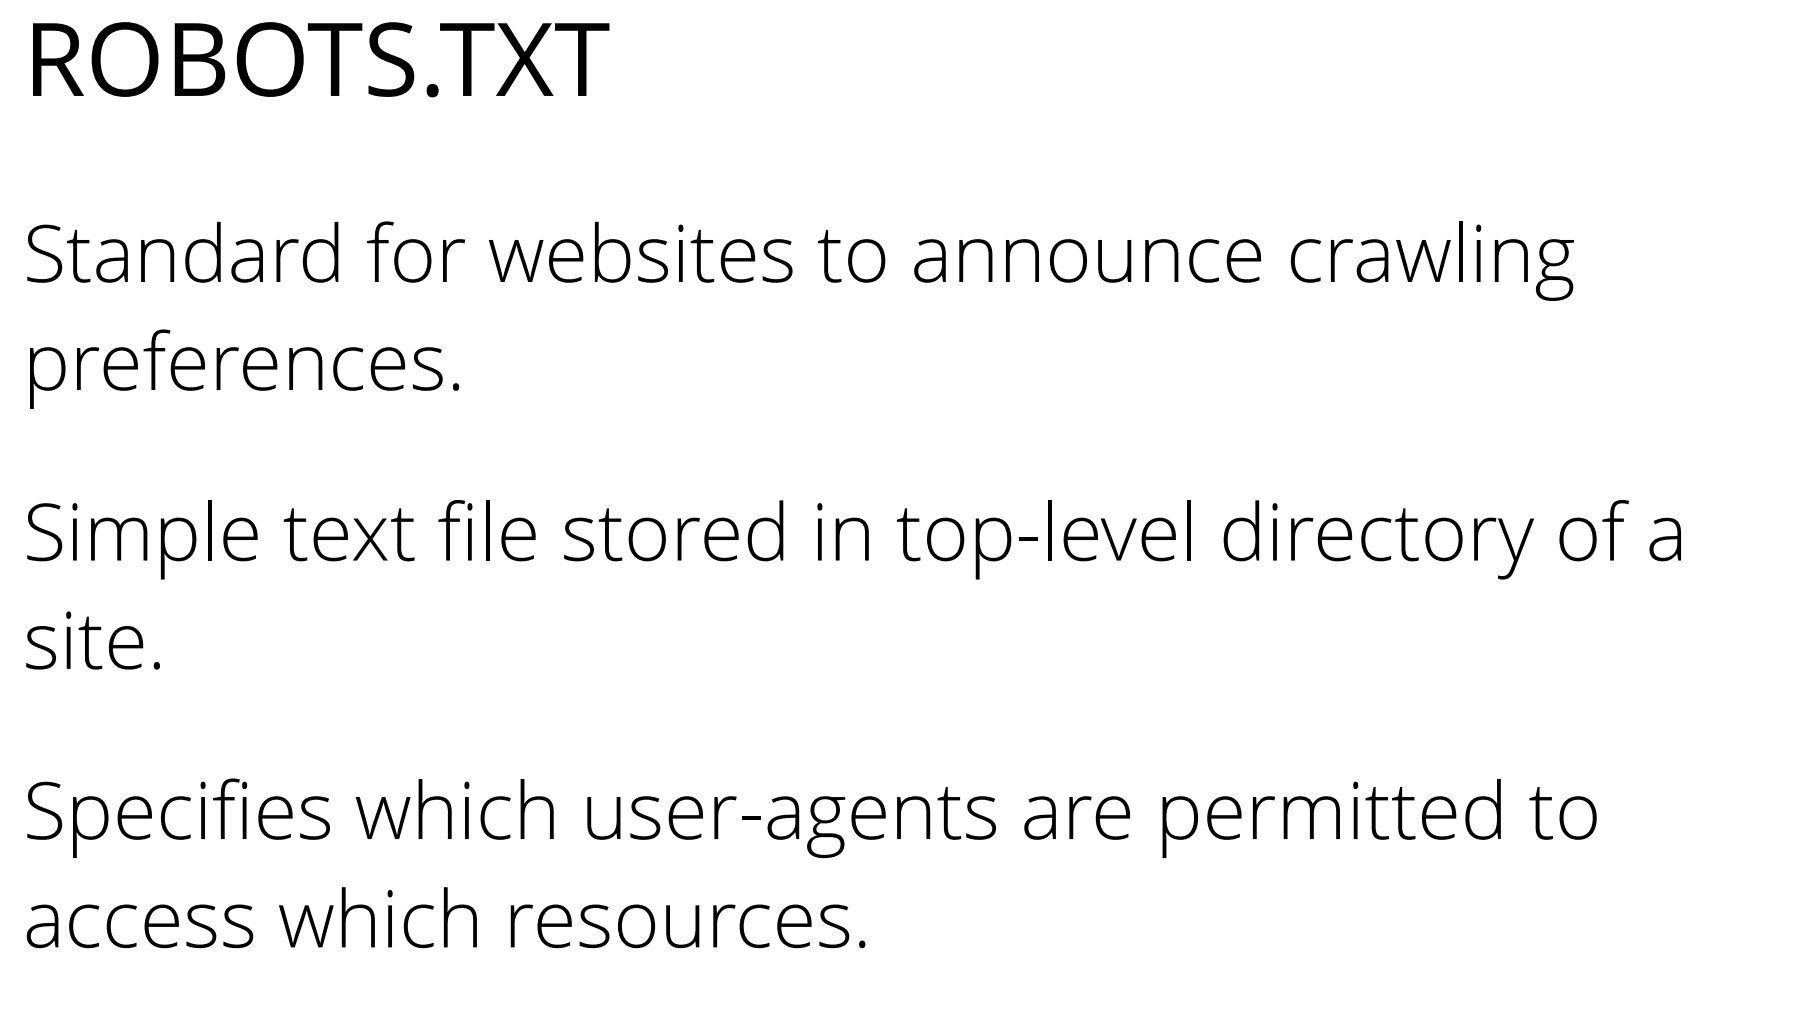 ROBOTS.TXT
Standard for websites to announce crawling
preferences.
Simple text file stored in top-level directory of a
site.
Specifies which user-agents are permitted to
access which resources.